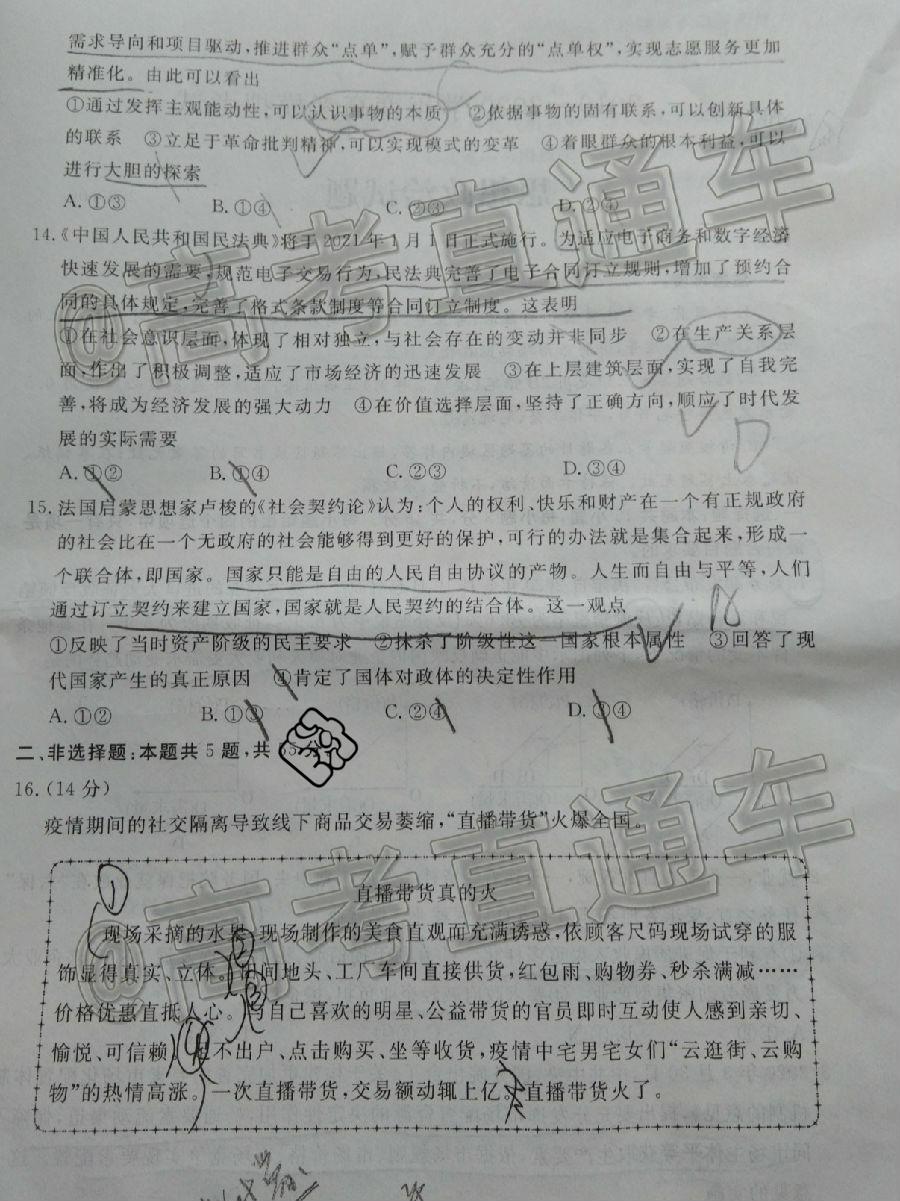 需求导向和项目驱动,推进群众“点单”,赋予群众充分的“点单权”,实现志愿服务更加
精准化。由此可以看出
①通过发挥主观能动性,可以认识事物的本质 ②依据事物的固有联系,可以创新具体
的联系 ③立足于革命批判精神,可以实现模式的变革 ④着眼群众的根本利益,可以
进行大胆的探索
A. ①③ B. ①④ C. ②③ D. ②④
14.《中国人民共和国民法典》将于2021年1月1日正式施行。为适应电子商务和数字经济
快速发展的需要,规范电子交易行为,民法典完善了电子合同订立规则,增加了预约合
同的具体规定,完善了格式条款制度等合同订立制度。这表明
①在社会意识层面,体现了相对独立,与社会存在的变动并非同步 ②在生产关系层
面,作出了积极调整,适应了市场经济的迅速发展 ③在上层建筑层面,实现了自我完
善,将成为经济发展的强大动力 ④在价值选择层面,坚持了正确方向,顺应了时代发
展的实际需要
D
A. ①② B. ①④ C. ②③ D. ③④
15. 法国启蒙思想家卢梭的《社会契约论》认为:个人的权利、快乐和财产在一个有正规政府
的社会比在一个无政府的社会能够得到更好的保护,可行的办法就是集合起来,形成一
个联合体,即国家。国家只能是自由的人民自由协议的产物。人生而自由与平等,人们
通过订立契约来建立国家,国家就是人民契约的结合体。这一观点
①反映了当时资产阶级的民主要求 ②抹杀了阶级性这一国家根本属性 ③回答了现
代国家产生的真正原因 ④肯定了国体对政体的决定性作用
A. ①② B. ①③ C. ②④ D. ③④
二、非选择题:本题共5题,共
16.(14分)
疫情期间的社交隔离导致线下商品交易萎缩,“直播带货”火爆全国。
①
直播带货真的火
现场采摘的水果、现场制作的美食直观而充满诱惑,依顾客尺码现场试穿的服
饰显得真实、立体。田间地头、工厂车间直接供货,红包雨、购物券、秒杀满减……
价格优惠直抵人心。与自己喜欢的明星、公益带货的官员即时互动使人感到亲切、
愉悦、可信赖。足不出户、点击购买、坐等收货,疫情中宅男宅女们“云逛街、云购
物”的热情高涨。一次直播带货,交易额动辄上亿。直播带货火了。
@高考直通车
@高考直通车